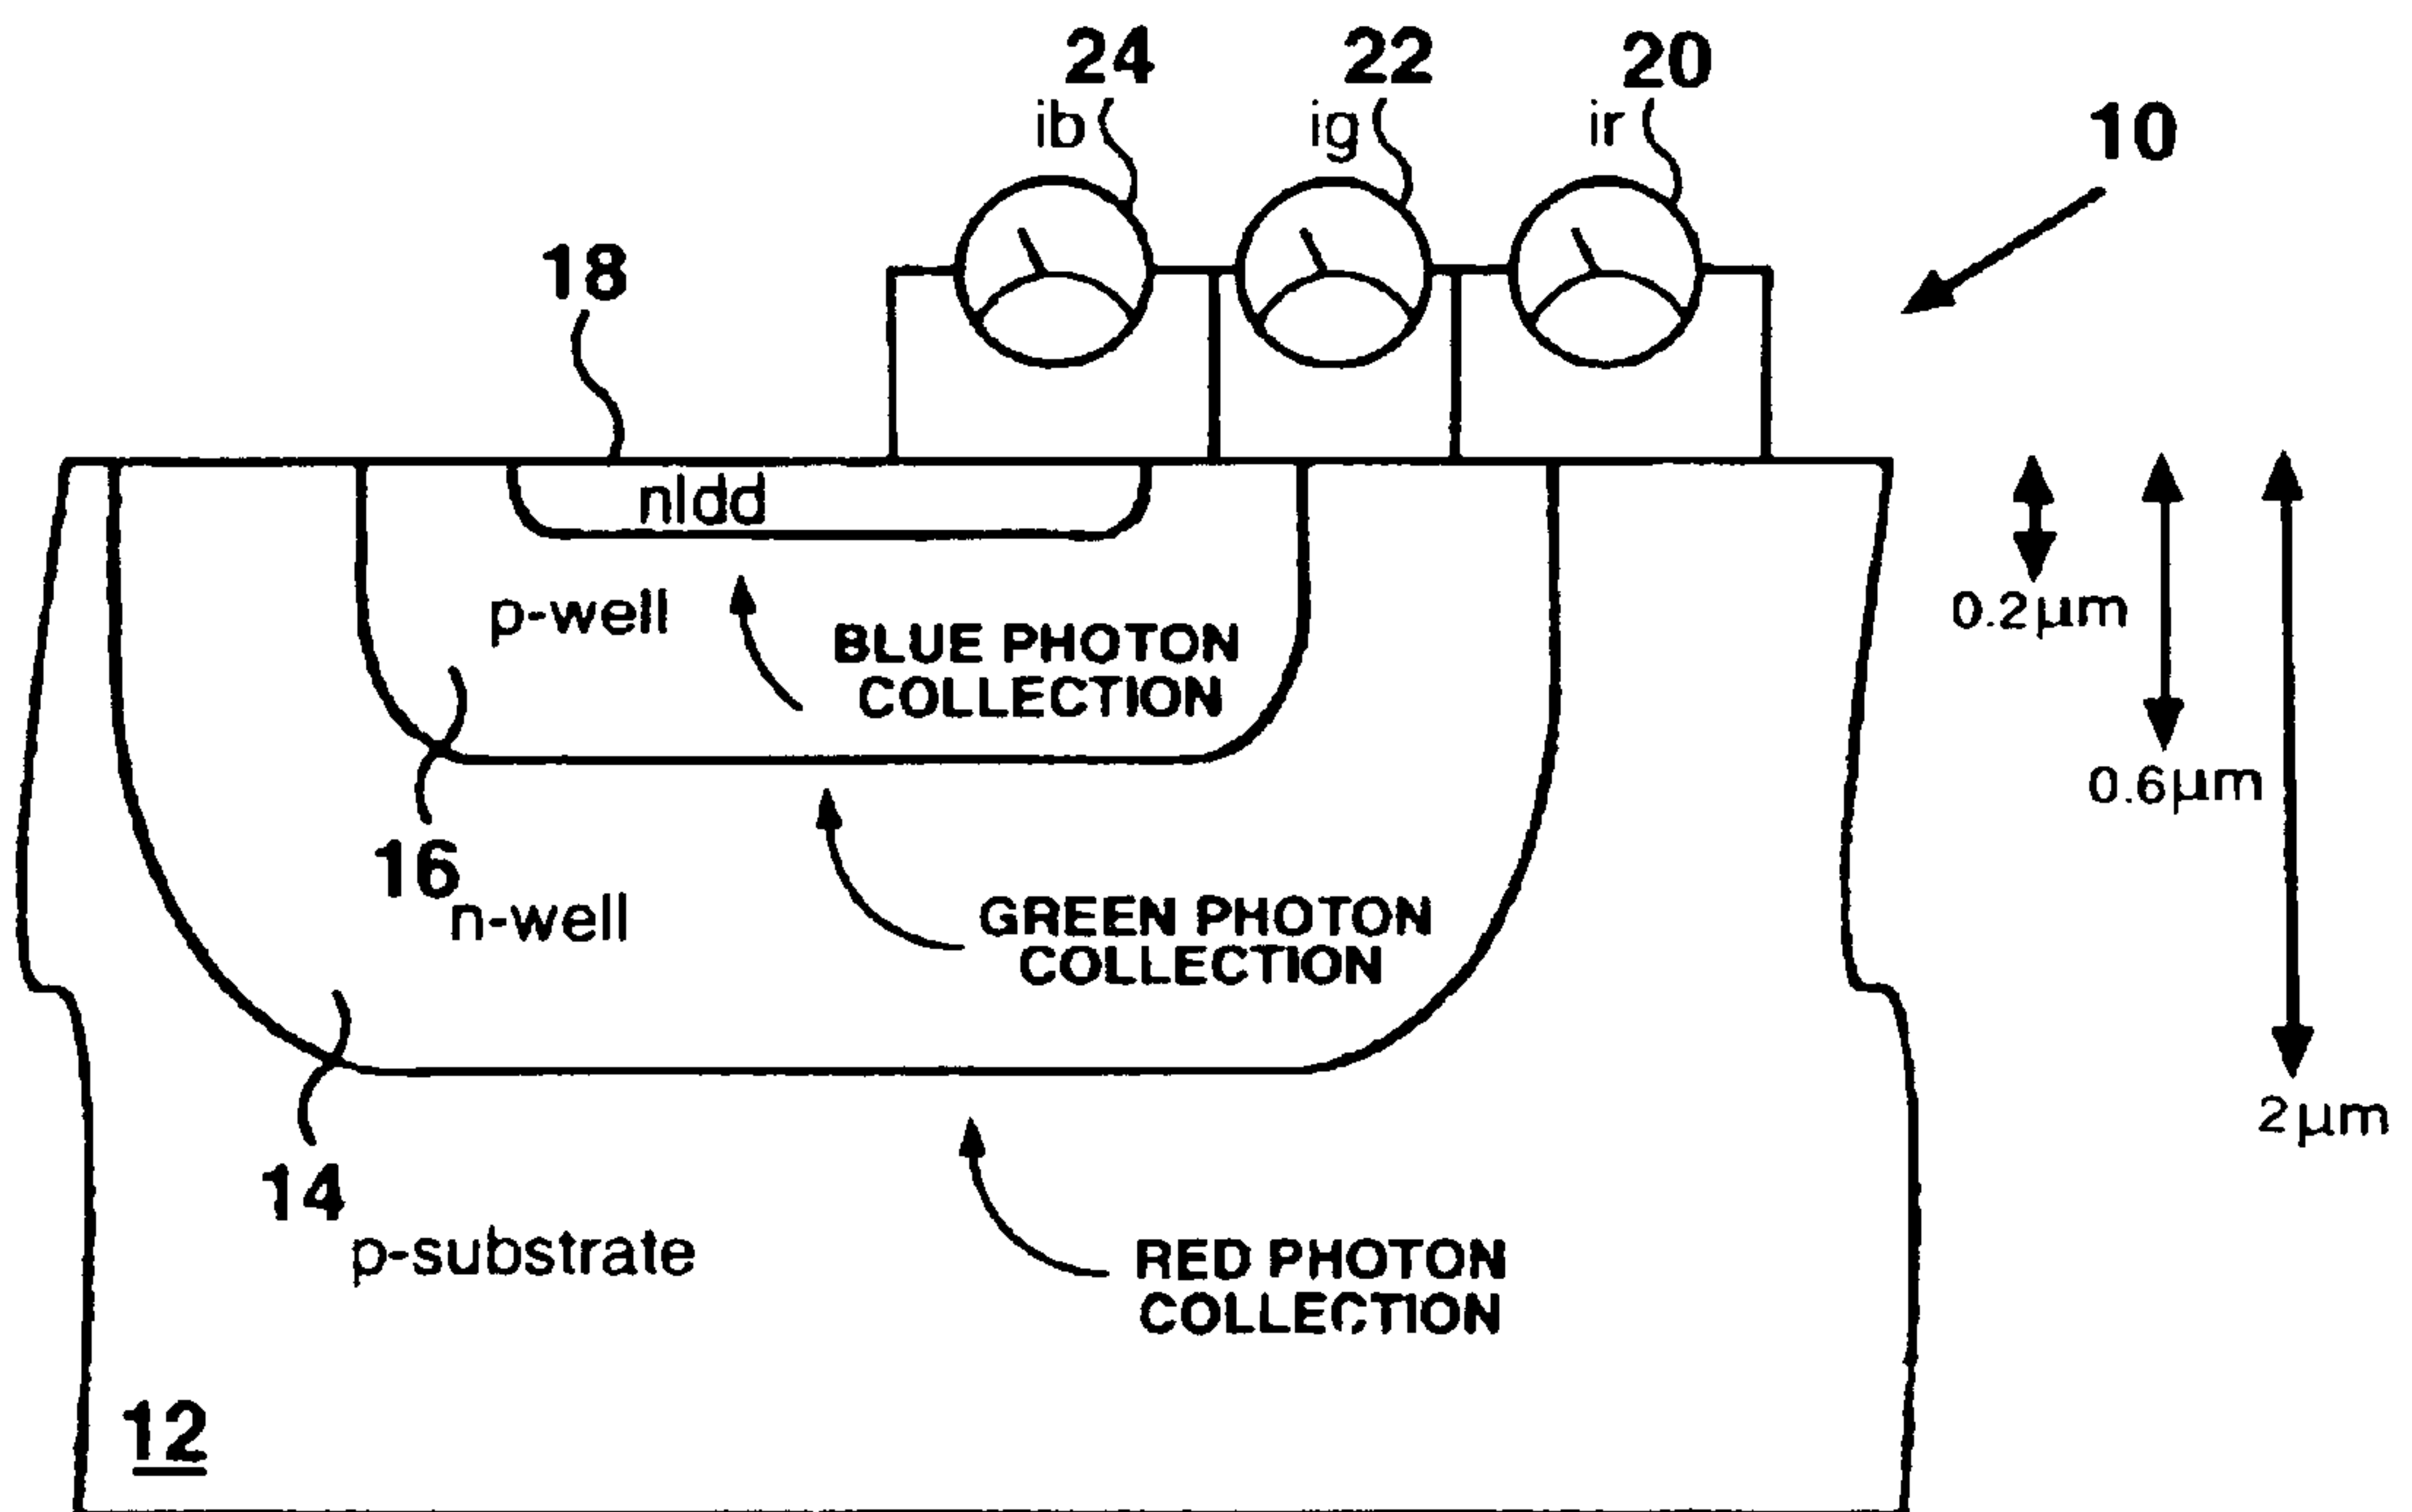 24
22
20
ib
ig
ir
10
18
nldd
p-well
BLUE PHOTON
COLLECTION
0.2μm
0.6μm
16
n-well
GREEN PHOTON
COLLECTION
2μm
14
p-substrate
RED PHOTON
COLLECTION
12